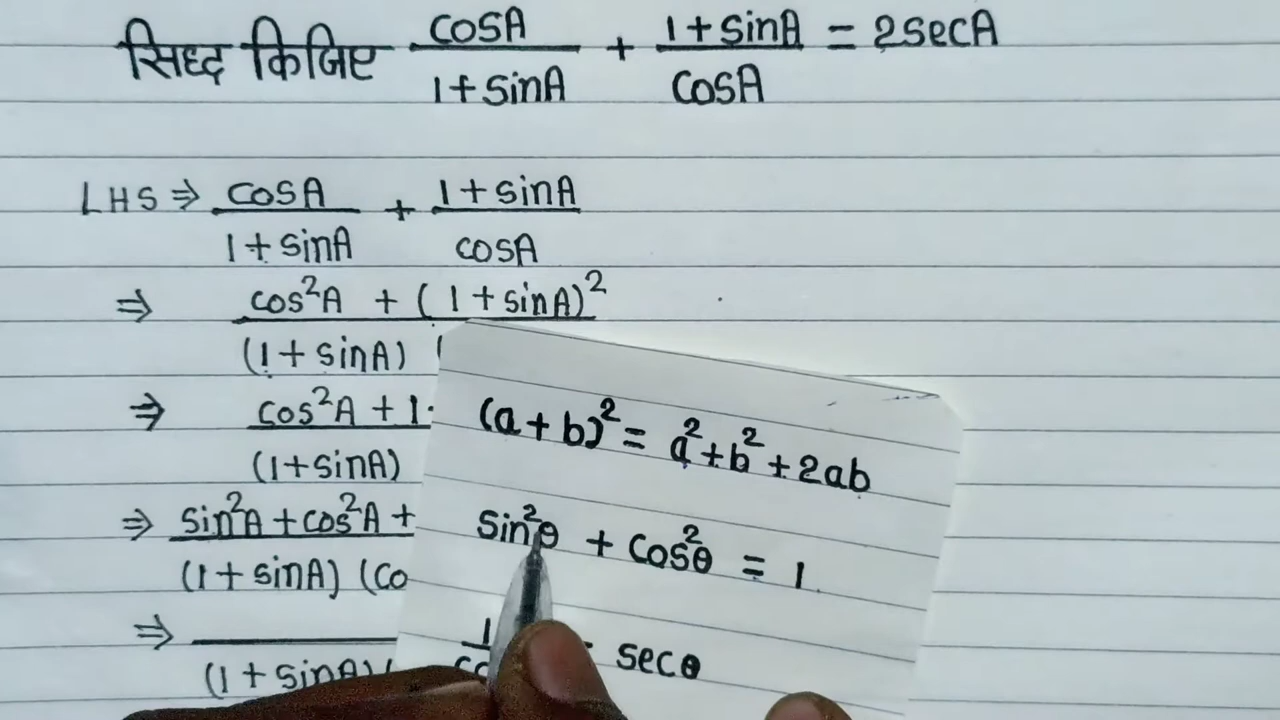 सिध्द किजिए cosA / 1+sinA + 1+sinA / cosA = 2secA
LHS ⇒ cosA / 1+sinA + 1+sinA / cosA
⇒ cos²A + (1+sinA)² / (1+sinA) (
⇒ cos²A + 1 / (1+sinA)
⇒ sin²A + cos²A + / (1+sinA) (co
⇒ / (1+sinA) (
(a+b)² = a²+b²+2ab
sin²θ + cos²θ = 1
1 / co secθ